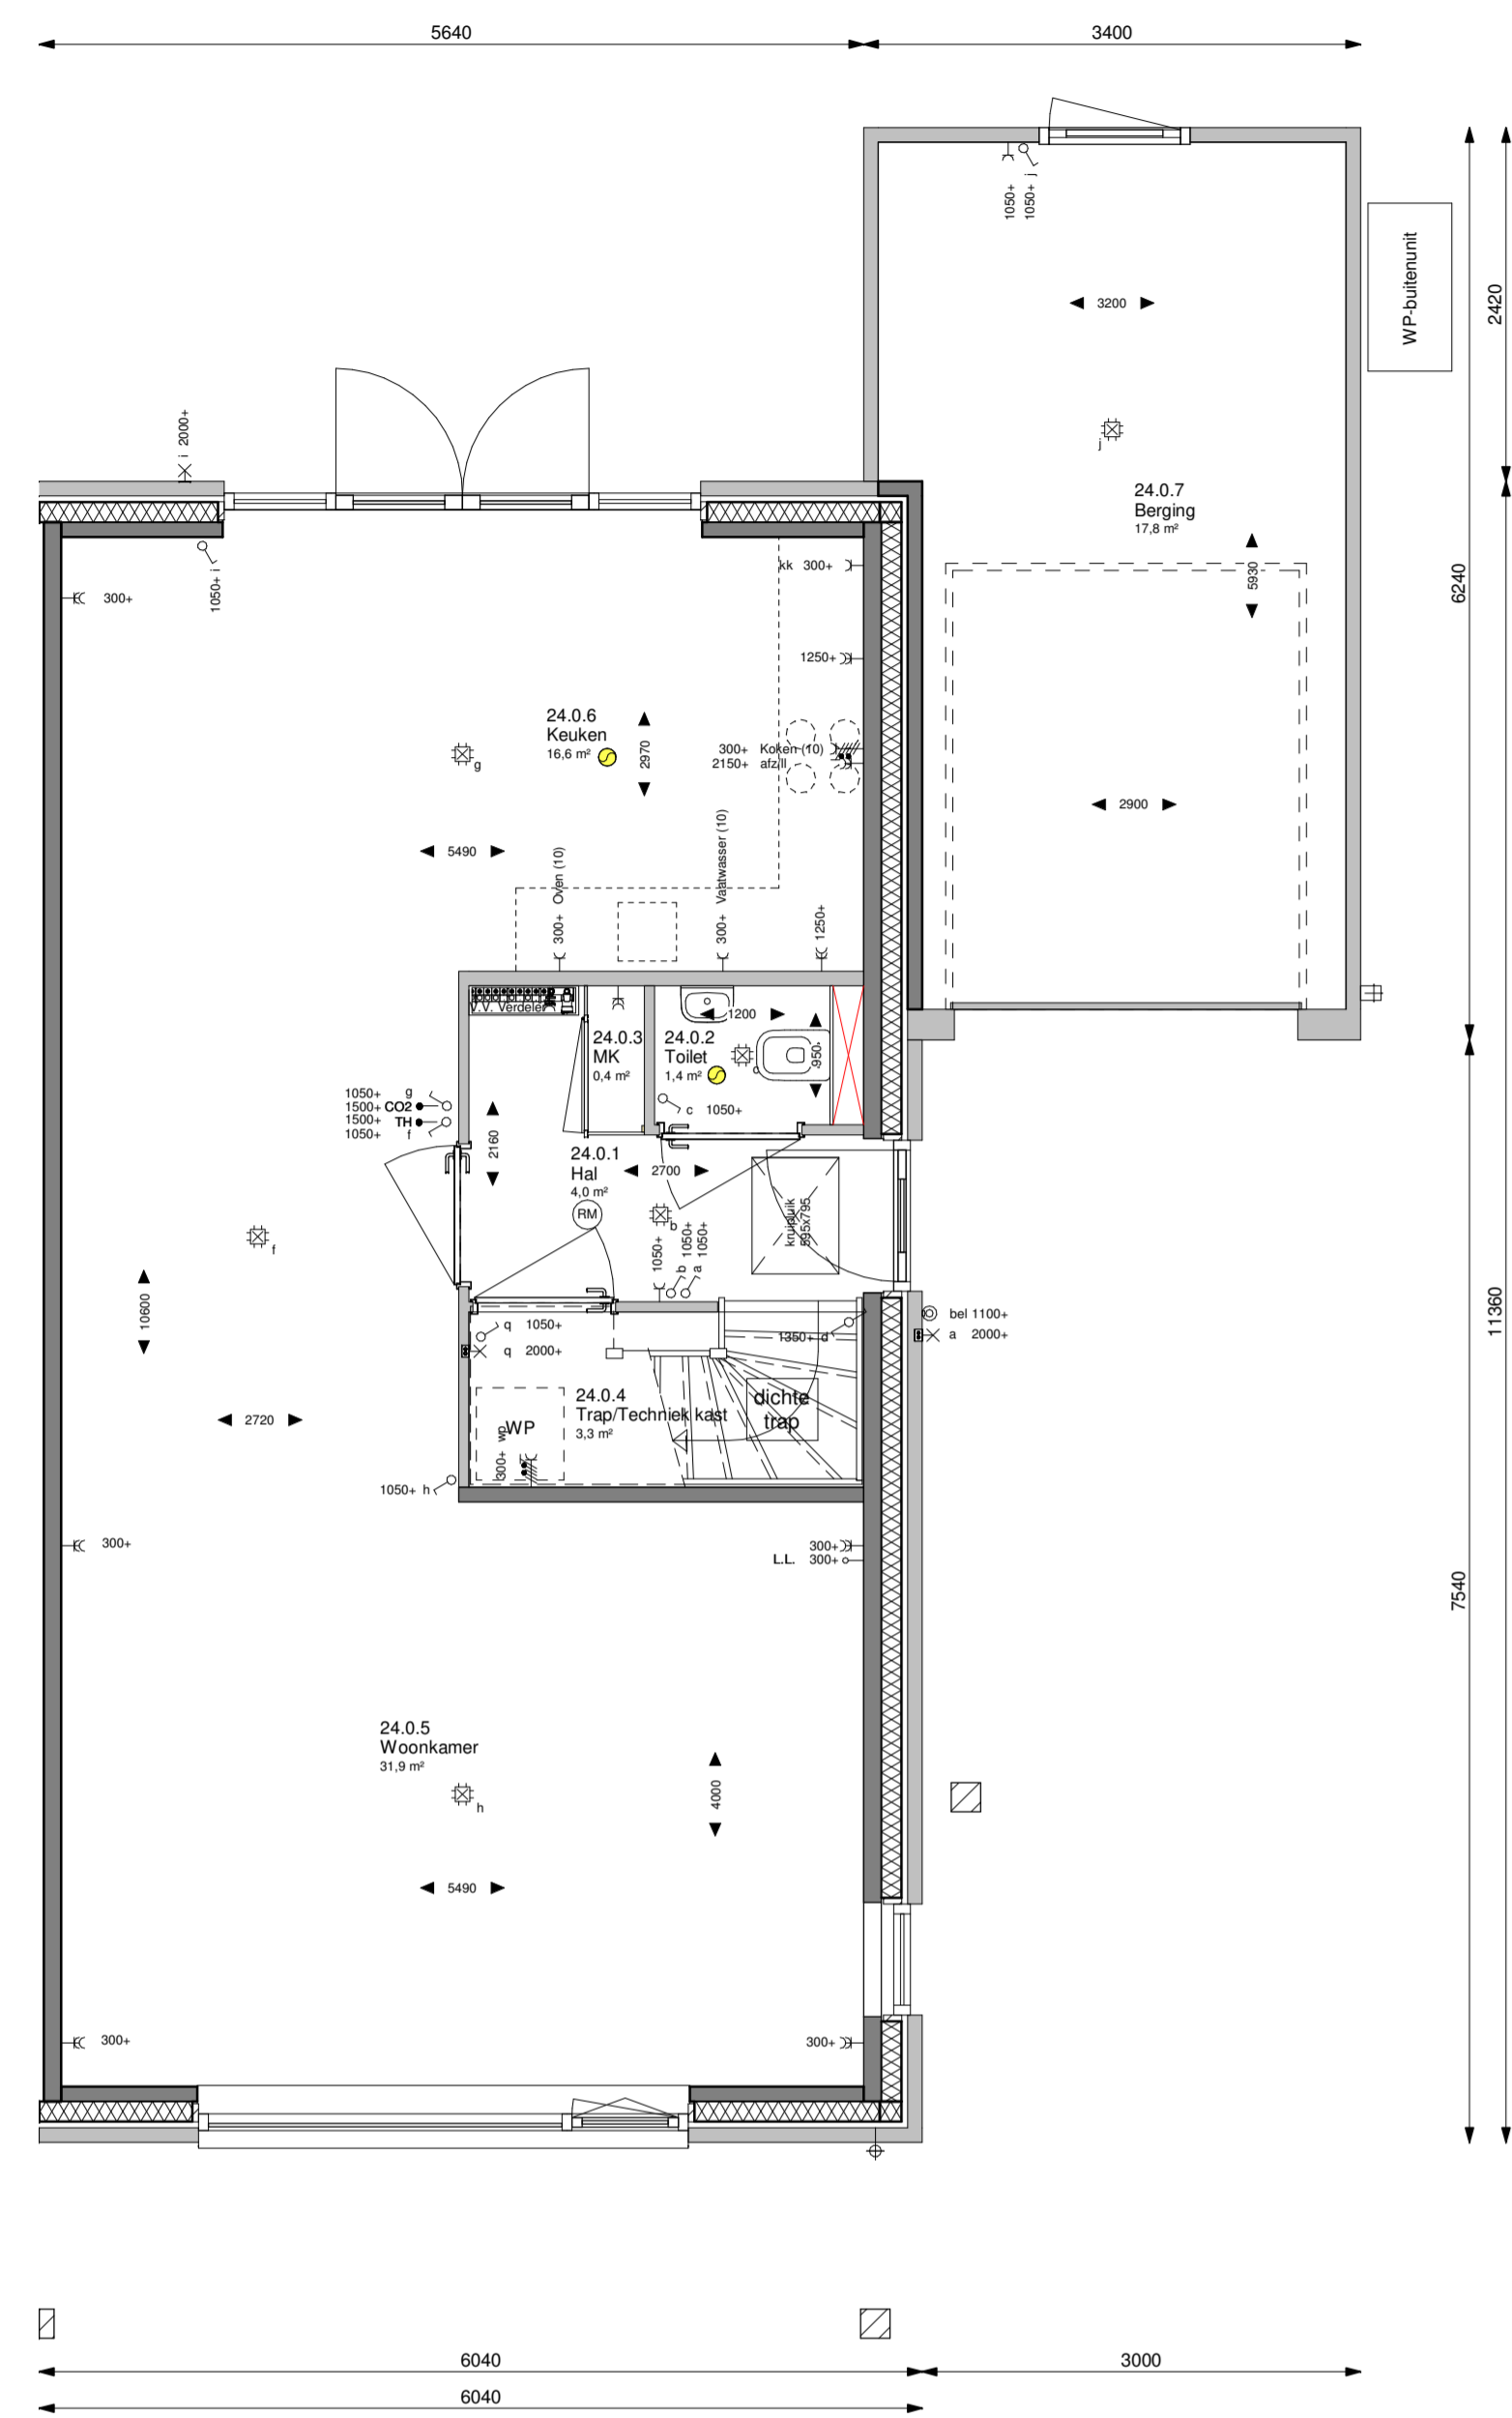 5640
3400
1050+
1050+ j
WP-buitenunit
2420
3200
j
i 2000+
24.0.7
Berging
17,8 m²
1050+ i
300+
kk 300+
5930
6240
1250+
24.0.6
Keuken
16,6 m²
2970
g
300+ Koken (10)
2150+ afz.II
2900
5490
300+ Oven (10)
300+ Vaatwasser (10)
1250+
V.V. Verdeler
24.0.3
MK
0,4 m²
1200
24.0.2
Toilet
1,4 m²
950
c
c 1050+
1050+ g
1500+ CO2
1500+ TH
1050+ f
2160
24.0.1
Hal
4,0 m²
2700
RM
b
kruipluik
595x795
1050+
b 1050+
a 1050+
f
10600
11360
q 1050+
q 2000+
1350+ d
bel 1100+
a 2000+
24.0.4
Trap/Techniek kast
3,3 m²
dichte
trap
WP
300+ wp
2720
1050+ h
300+
300+
L.L. 300+
7540
24.0.5
Woonkamer
31,9 m²
h
4000
5490
300+
300+
6040
3000
6040